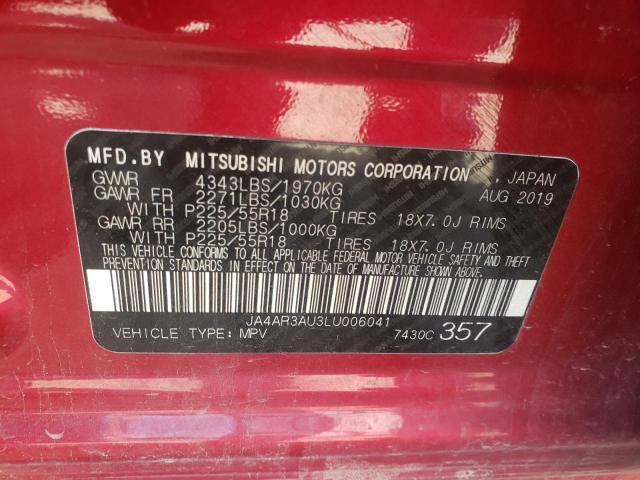 MFD.BY MITSUBISHI MOTORS CORPORATION , JAPAN
GVWR 4343LBS/1970KG AUG 2019
GAWR FR 2271LBS/1030KG
WITH P225/55R18 TIRES 18X7.0J RIMS
GAWR RR 2205LBS/1000KG
WITH P225/55R18 TIRES 18X7.0J RIMS
THIS VEHICLE CONFORMS TO ALL APPLICABLE FEDERAL MOTOR VEHICLE SAFETY AND THEFT
PREVENTION STANDARDS IN EFFECT ON THE DATE OF MANUFACTURE SHOWN ABOVE.
JA4AR3AU3LU006041
VEHICLE TYPE: MPV 7430C 357